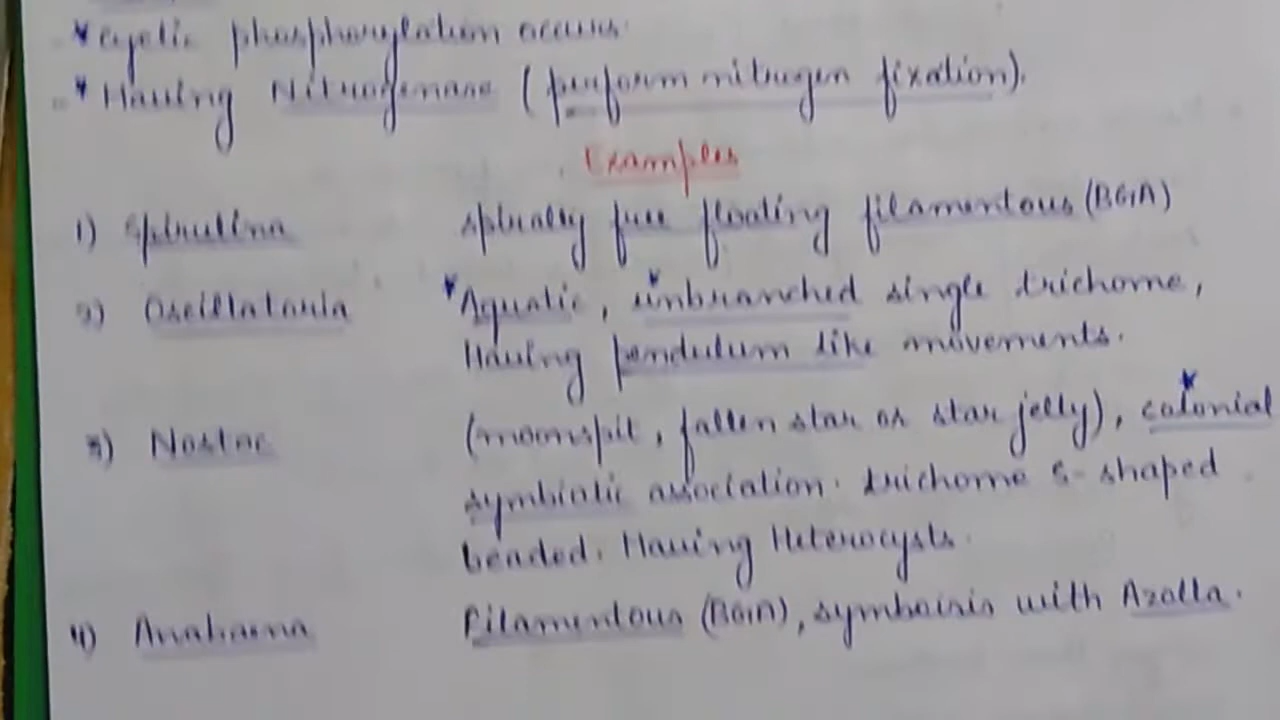 * cyclic phosphorylation occurs.
* Having Nitrogenase (perform nitrogen fixation).
Examples
1) Spirulina spirally free floating filamentous (BGA)
2) Oscillatoria *Aquatic, *unbranched single trichome,
Having pendulum like movements.
3) Nostoc (moonspit, fallen star or star jelly), *colonial
symbiotic association. trichome S-shaped
beaded. Having Heterocysts.
4) Anabaena Filamentous (BGA), symboisis with Azolla.